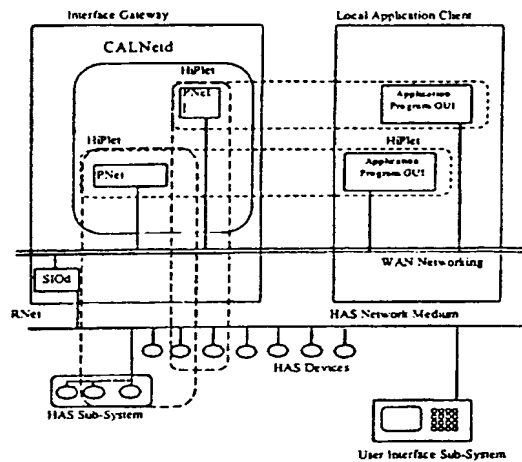 Interface Gateway
Local Application Client
CALNetd
HiPlet
PNet
Application
Program GUI
HiPlet
HiPlet
PNet
Application
Program GUI
WAN Networking
SIOd
RNet
HAS Network Medium
HAS Devices
HAS Sub-System
User Interface Sub-System